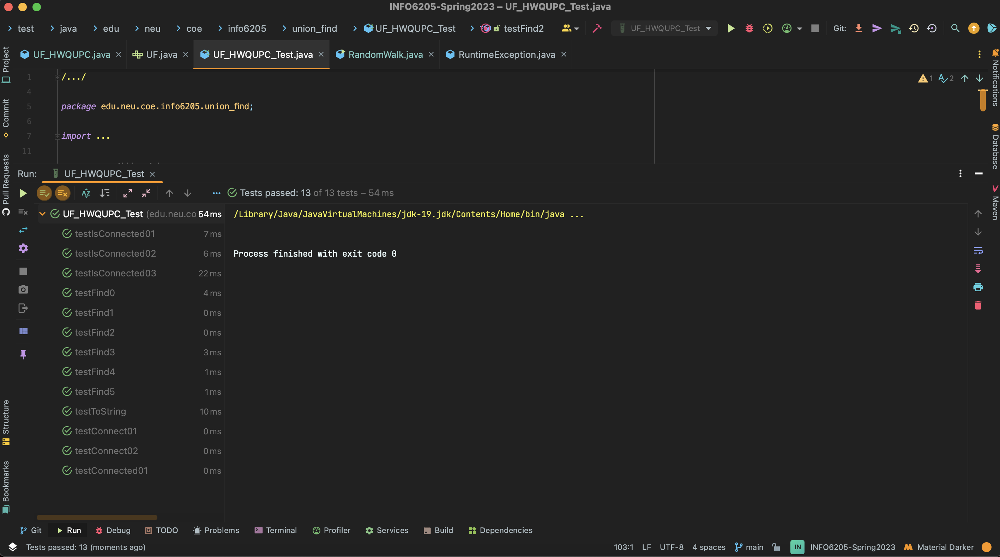 INFO6205-Spring2023 – UF_HWQUPC_Test.java
test java edu neu coe info6205 union_find UF_HWQUPC_Test testFind2 UF_HWQUPC_Test Git:
UF_HWQUPC.java UF.java UF_HWQUPC_Test.java RandomWalk.java RuntimeException.java
1 /.../ 1 2
4
5 package edu.neu.coe.info6205.union_find;
6
7 import ...
11
Run: UF_HWQUPC_Test
Tests passed: 13 of 13 tests – 54 ms
UF_HWQUPC_Test (edu.neu.co 54 ms
testIsConnected01 7 ms
testIsConnected02 6 ms
testIsConnected03 22 ms
testFind0 4 ms
testFind1 0 ms
testFind2 0 ms
testFind3 3 ms
testFind4 1 ms
testFind5 1 ms
testToString 10 ms
testConnect01 0 ms
testConnect02 0 ms
testConnected01 0 ms
/Library/Java/JavaVirtualMachines/jdk-19.jdk/Contents/Home/bin/java ...
Process finished with exit code 0
Project
Commit
Pull Requests
Structure
Bookmarks
Notifications
Database
Maven
Git Run Debug TODO Problems Terminal Profiler Services Build Dependencies
Tests passed: 13 (moments ago) 103:1 LF UTF-8 4 spaces main IN INFO6205-Spring2023 Material Darker